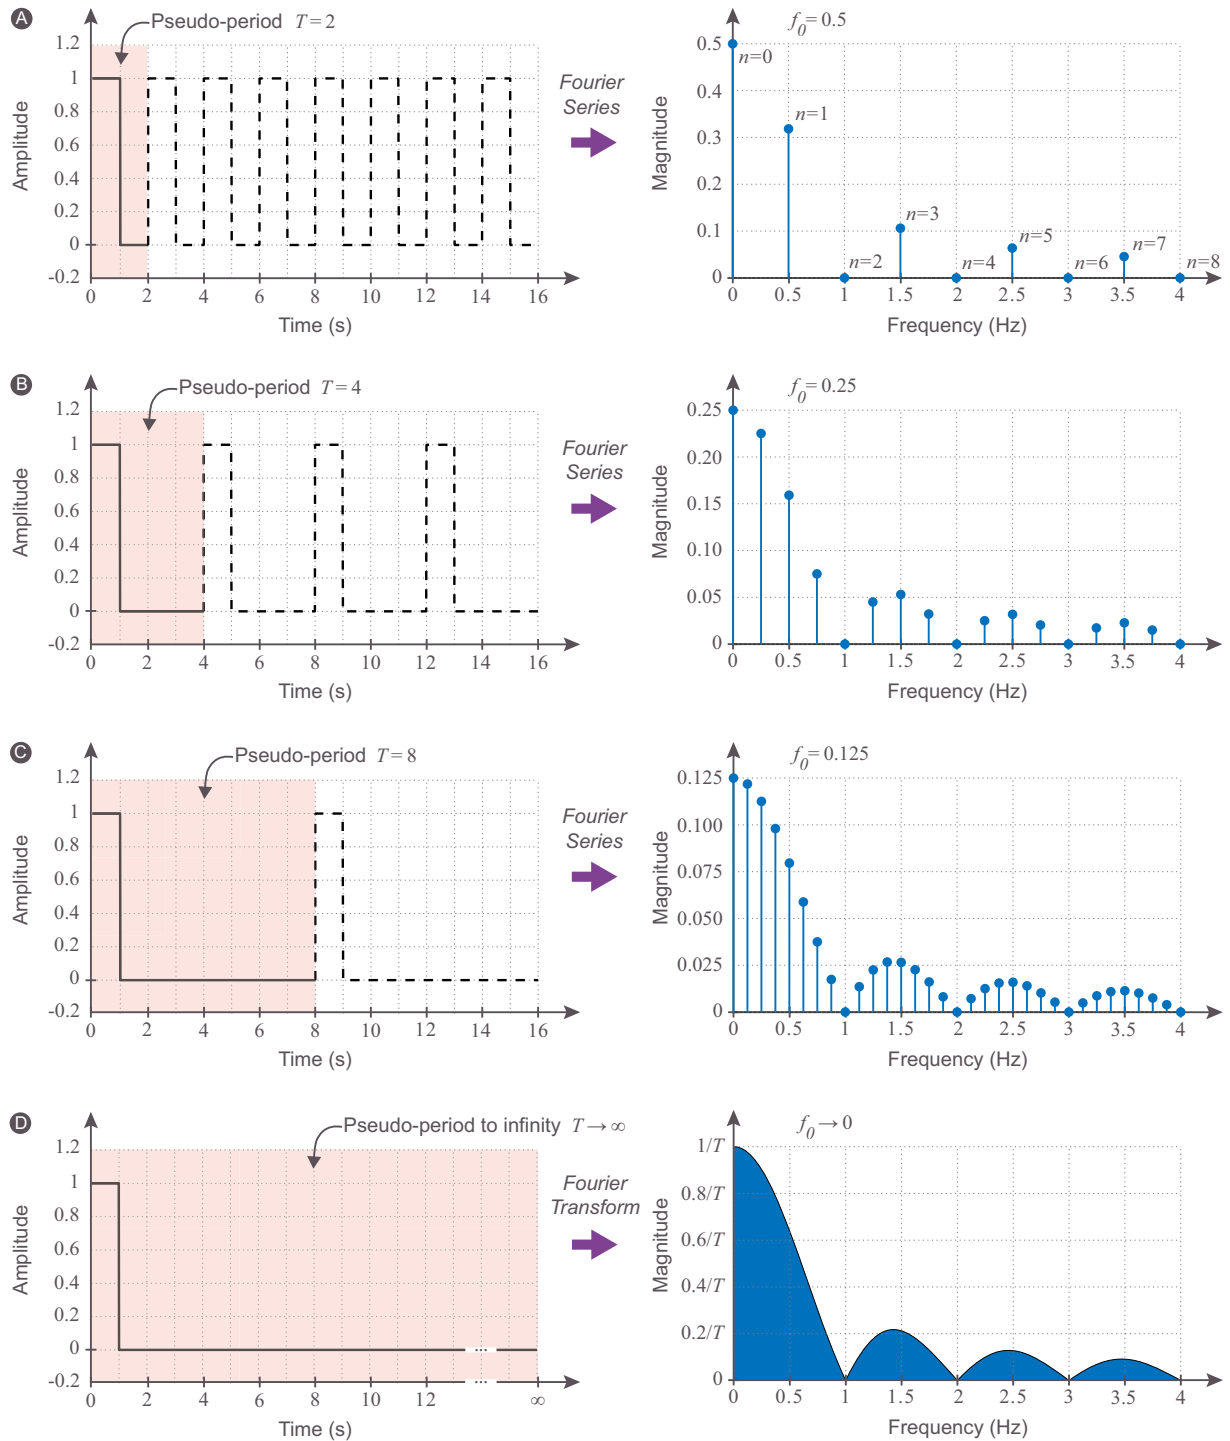 A
Pseudo-period T = 2
1.2
1
0.8
0.6
0.4
0.2
0
-0.2
Amplitude
0 2 4 6 8 10 12 14 16
Time (s)
Fourier
Series
f0 = 0.5
0.5
0.4
0.3
0.2
0.1
0
Magnitude
n=0
n=1
n=2
n=3
n=4
n=5
n=6
n=7
n=8
0 0.5 1 1.5 2 2.5 3 3.5 4
Frequency (Hz)
B
Pseudo-period T = 4
1.2
1
0.8
0.6
0.4
0.2
0
-0.2
Amplitude
0 2 4 6 8 10 12 14 16
Time (s)
Fourier
Series
f0 = 0.25
0.25
0.20
0.15
0.10
0.05
0
Magnitude
0 0.5 1 1.5 2 2.5 3 3.5 4
Frequency (Hz)
C
Pseudo-period T = 8
1.2
1
0.8
0.6
0.4
0.2
0
-0.2
Amplitude
0 2 4 6 8 10 12 14 16
Time (s)
Fourier
Series
f0 = 0.125
0.125
0.100
0.075
0.050
0.025
0
Magnitude
0 0.5 1 1.5 2 2.5 3 3.5 4
Frequency (Hz)
D
Pseudo-period to infinity T → ∞
1.2
1
0.8
0.6
0.4
0.2
0
-0.2
Amplitude
...
...
0 2 4 6 8 10 12 ∞
Time (s)
Fourier
Transform
f0 → 0
1/T
0.8/T
0.6/T
0.4/T
0.2/T
0
Magnitude
0 0.5 1 1.5 2 2.5 3 3.5 4
Frequency (Hz)